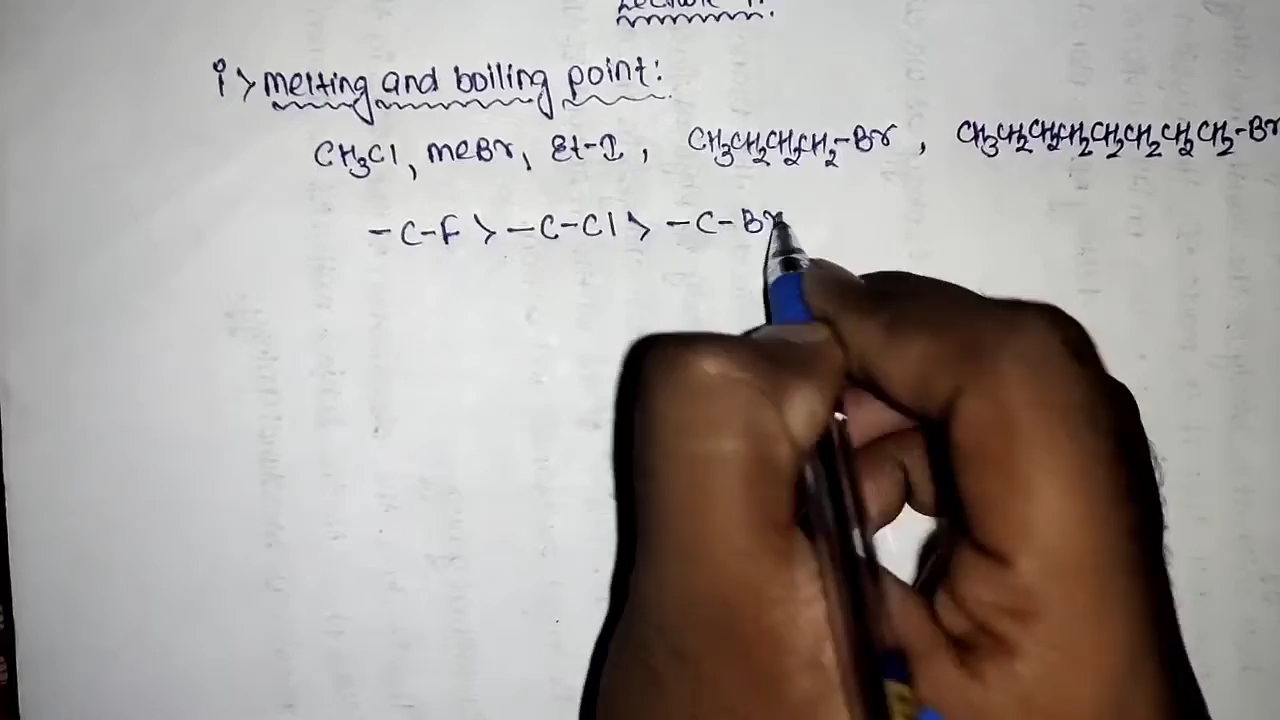 i> melting and boiling point:
CH₃Cl, MeBr, Et-I, CH₃CH₂CH₂CH₂-Br, CH₃CH₂CH₂CH₂CH₂CH₂CH₂CH₂-Br
-C-F > -C-Cl > -C-Br